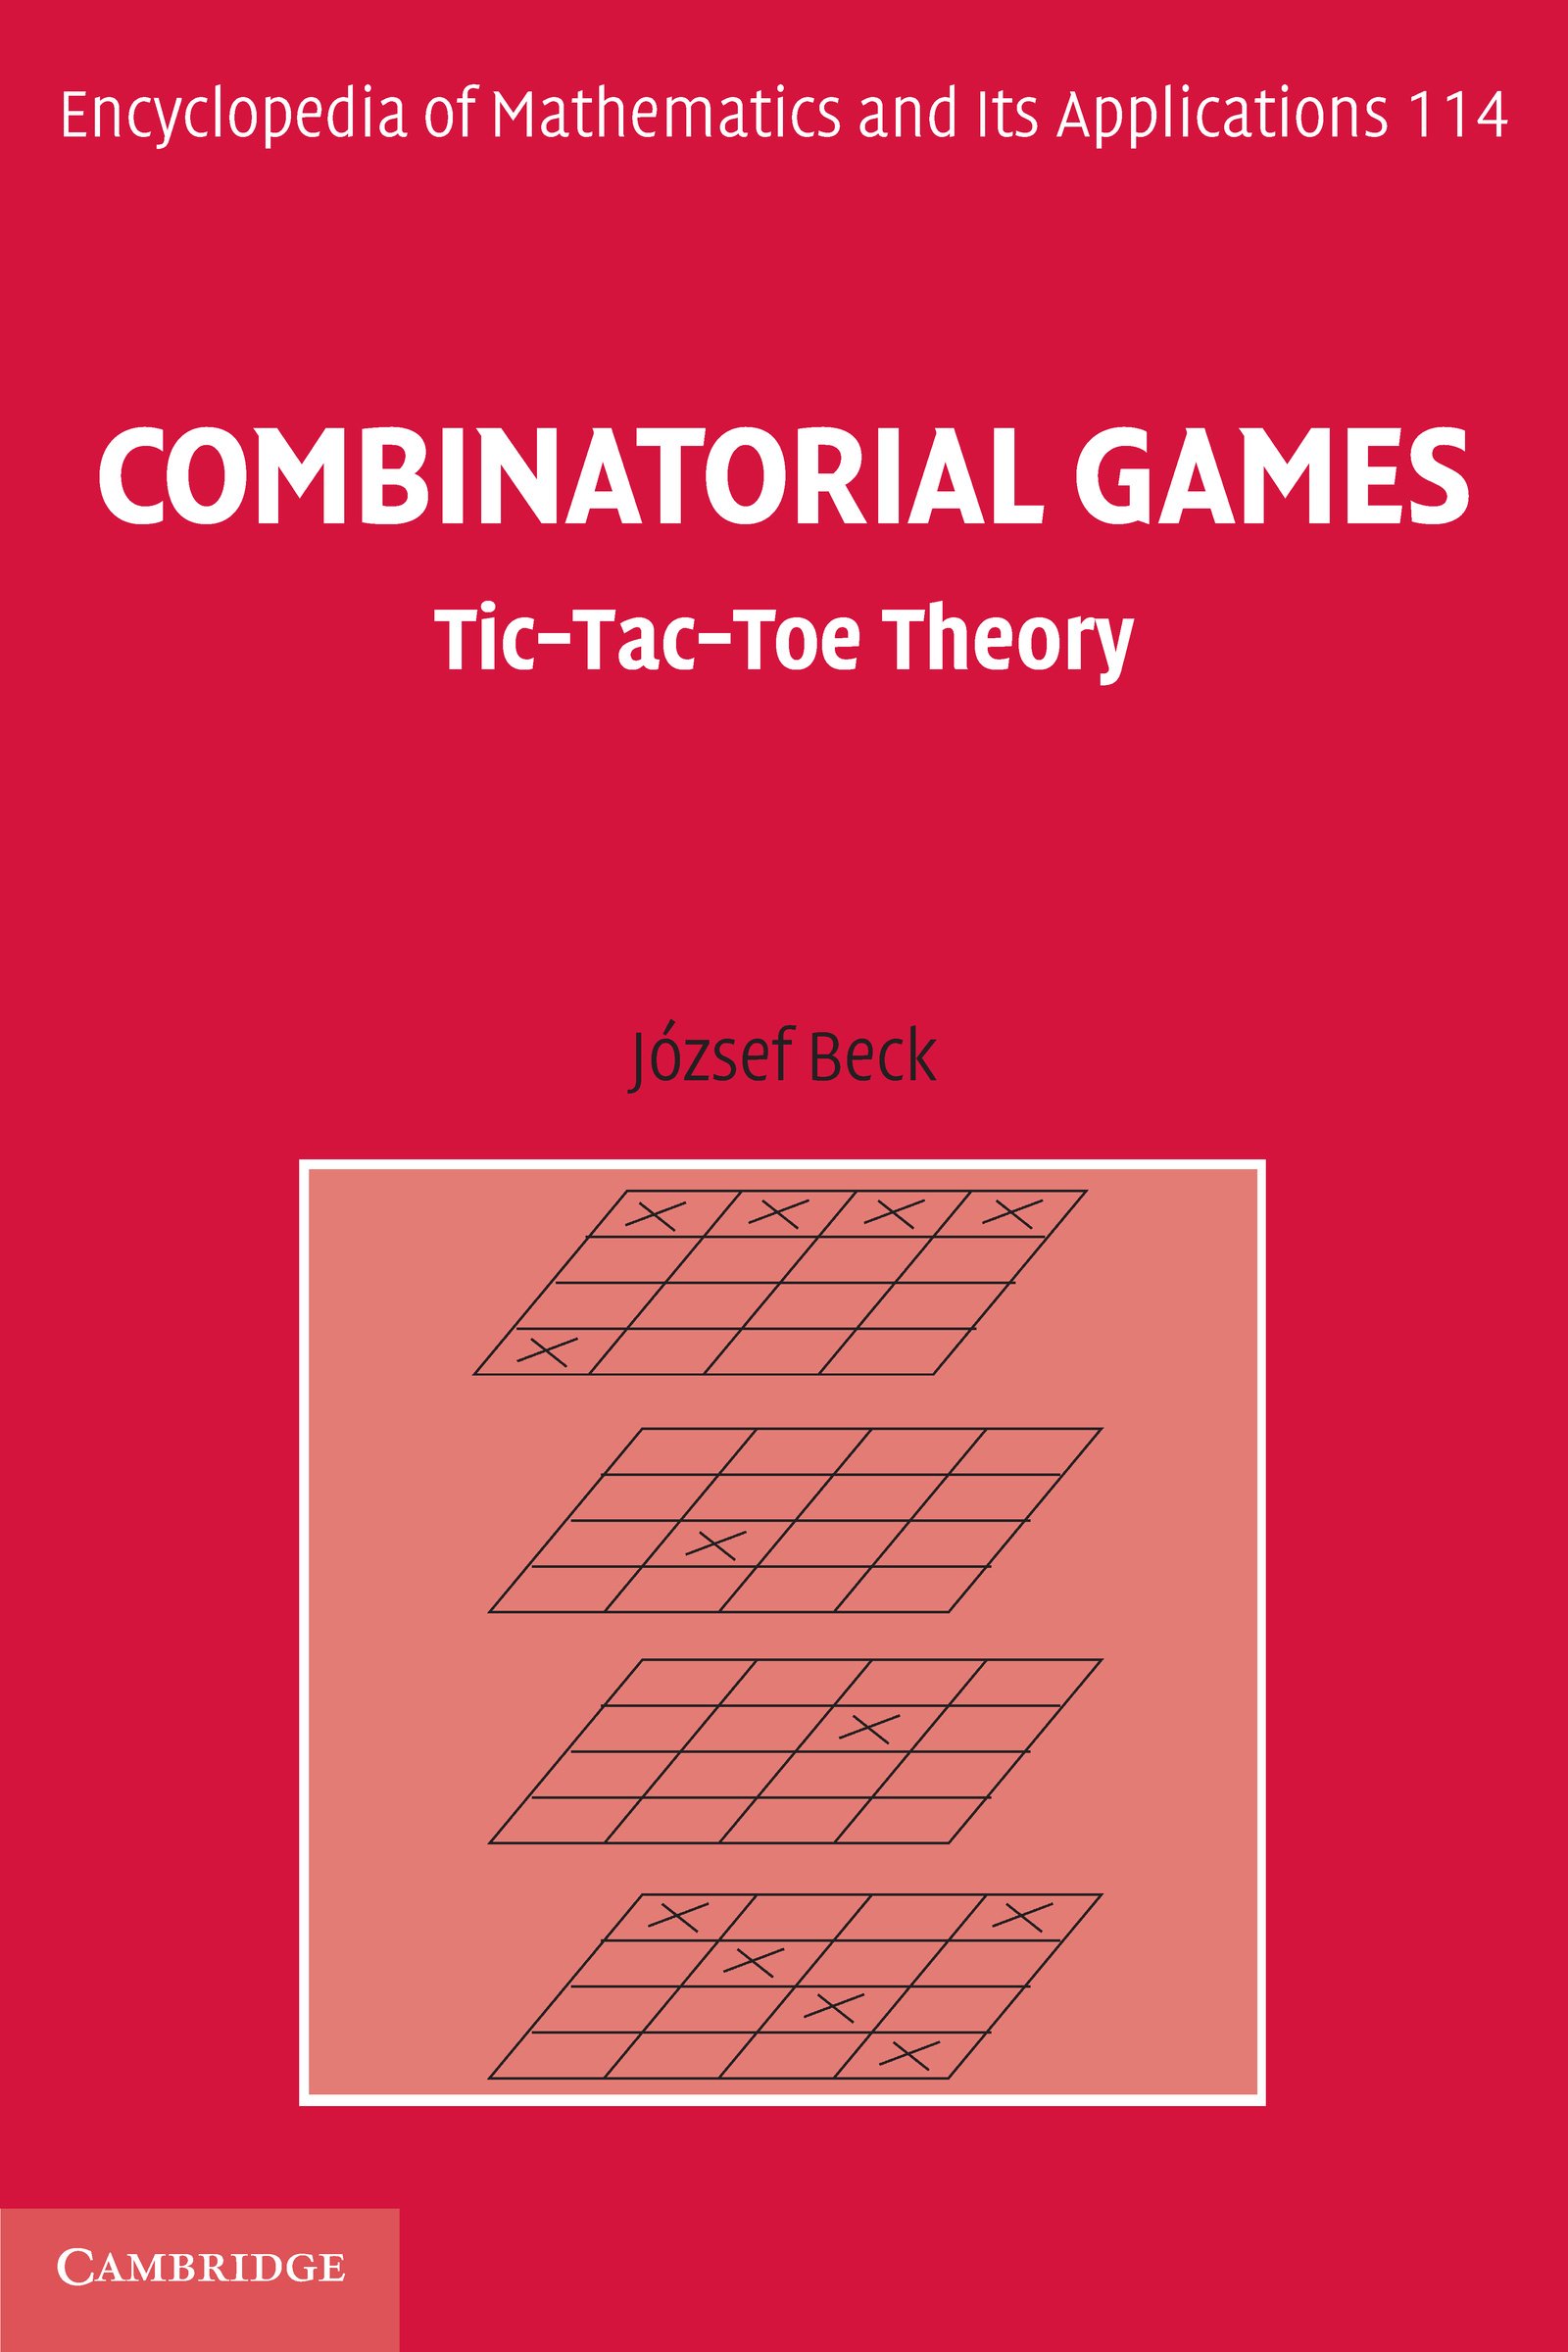 Encyclopedia of Mathematics and Its Applications 114
COMBINATORIAL GAMES
Tic-Tac-Toe Theory
József Beck
CAMBRIDGE